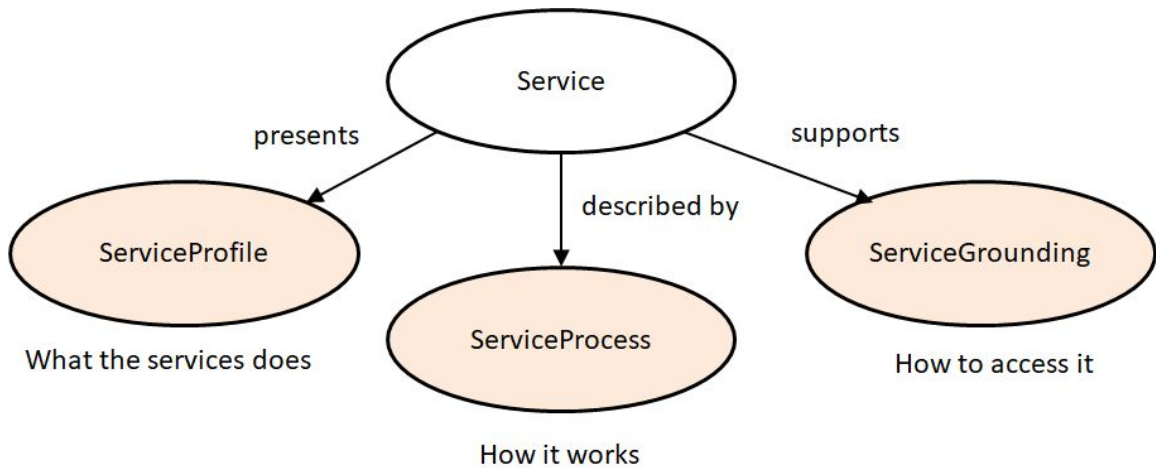 Service
presents
supports
described by
ServiceProfile
ServiceGrounding
ServiceProcess
What the services does
How to access it
How it works